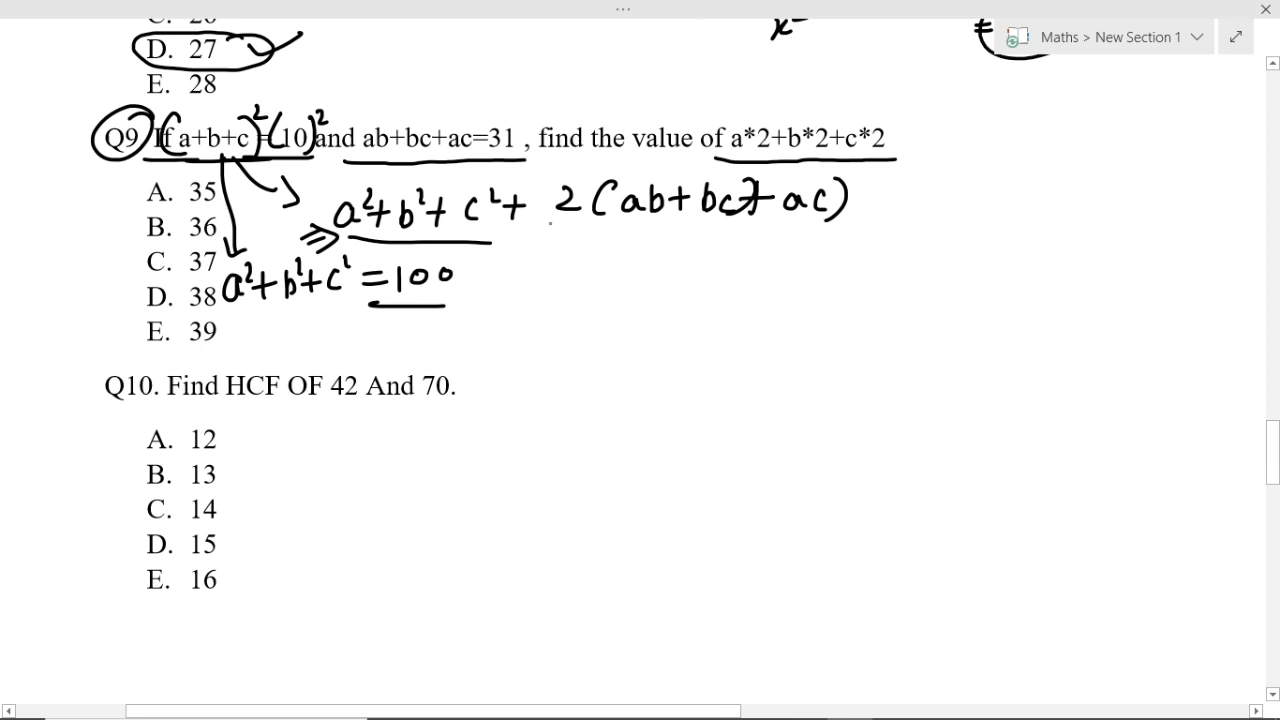 D. 27
E. 28
Maths > New Section 1
Q9. If (a+b+c)² = (10)² and ab+bc+ac=31 , find the value of a*2+b*2+c*2
A. 35
a²+b²+c²+ 2(ab+bc+ac)
B. 36
C. 37
a²+b²+c² =100
D. 38
E. 39
Q10. Find HCF OF 42 And 70.
A. 12
B. 13
C. 14
D. 15
E. 16